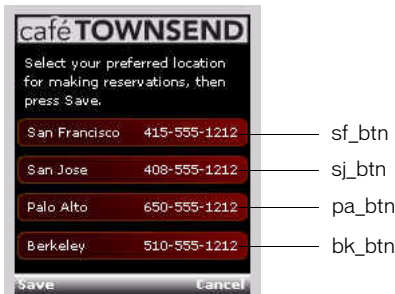 café TOWNSEND
Select your preferred location
for making reservations, then
press Save.
San Francisco 415-555-1212 sf_btn
San Jose 408-555-1212 sj_btn
Palo Alto 650-555-1212 pa_btn
Berkeley 510-555-1212 bk_btn
Save Cancel